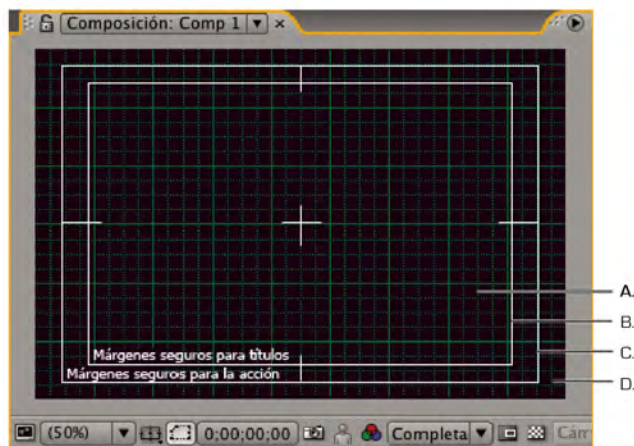 Composición: Comp 1
A.
B.
Márgenes seguros para títulos
C.
Márgenes seguros para la acción
D.
(50%)
0;00;00;00
Completa